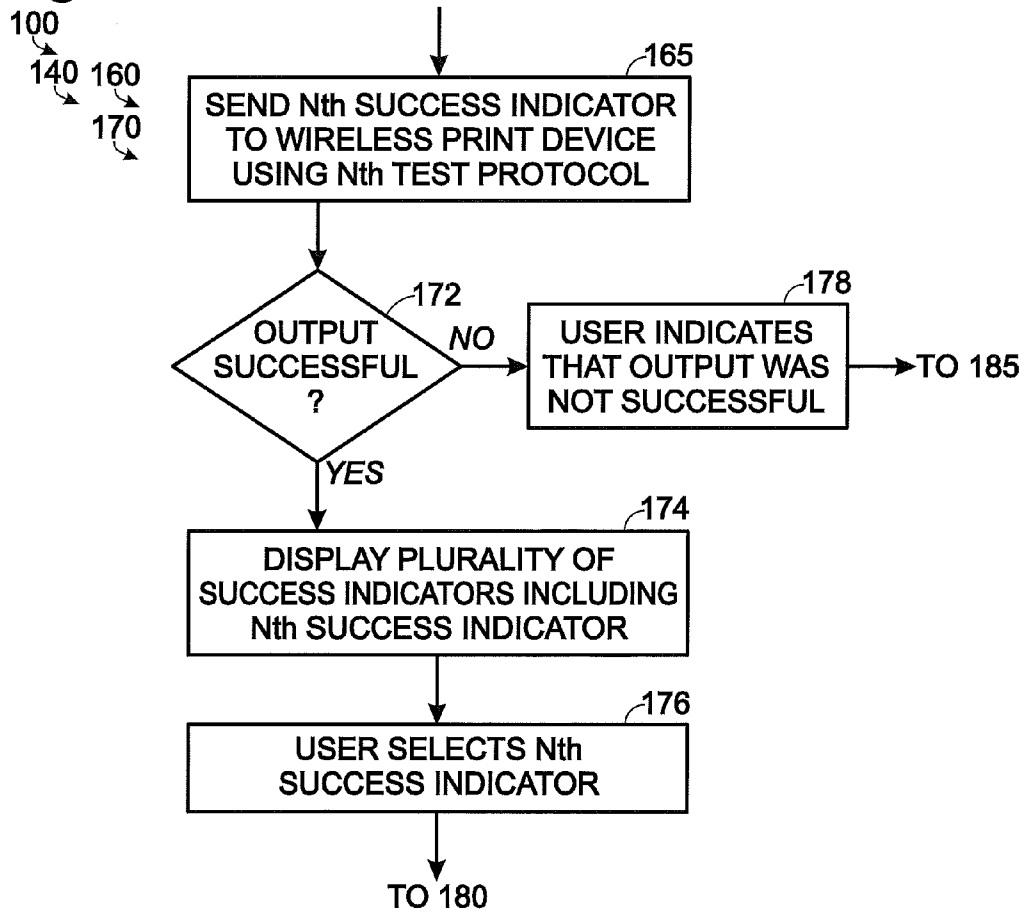 100
140 160
170
165
SEND Nth SUCCESS INDICATOR
TO WIRELESS PRINT DEVICE
USING Nth TEST PROTOCOL
172
OUTPUT
SUCCESSFUL
?
NO
178
USER INDICATES
THAT OUTPUT WAS
NOT SUCCESSFUL
TO 185
YES
174
DISPLAY PLURALITY OF
SUCCESS INDICATORS INCLUDING
Nth SUCCESS INDICATOR
176
USER SELECTS Nth
SUCCESS INDICATOR
TO 180